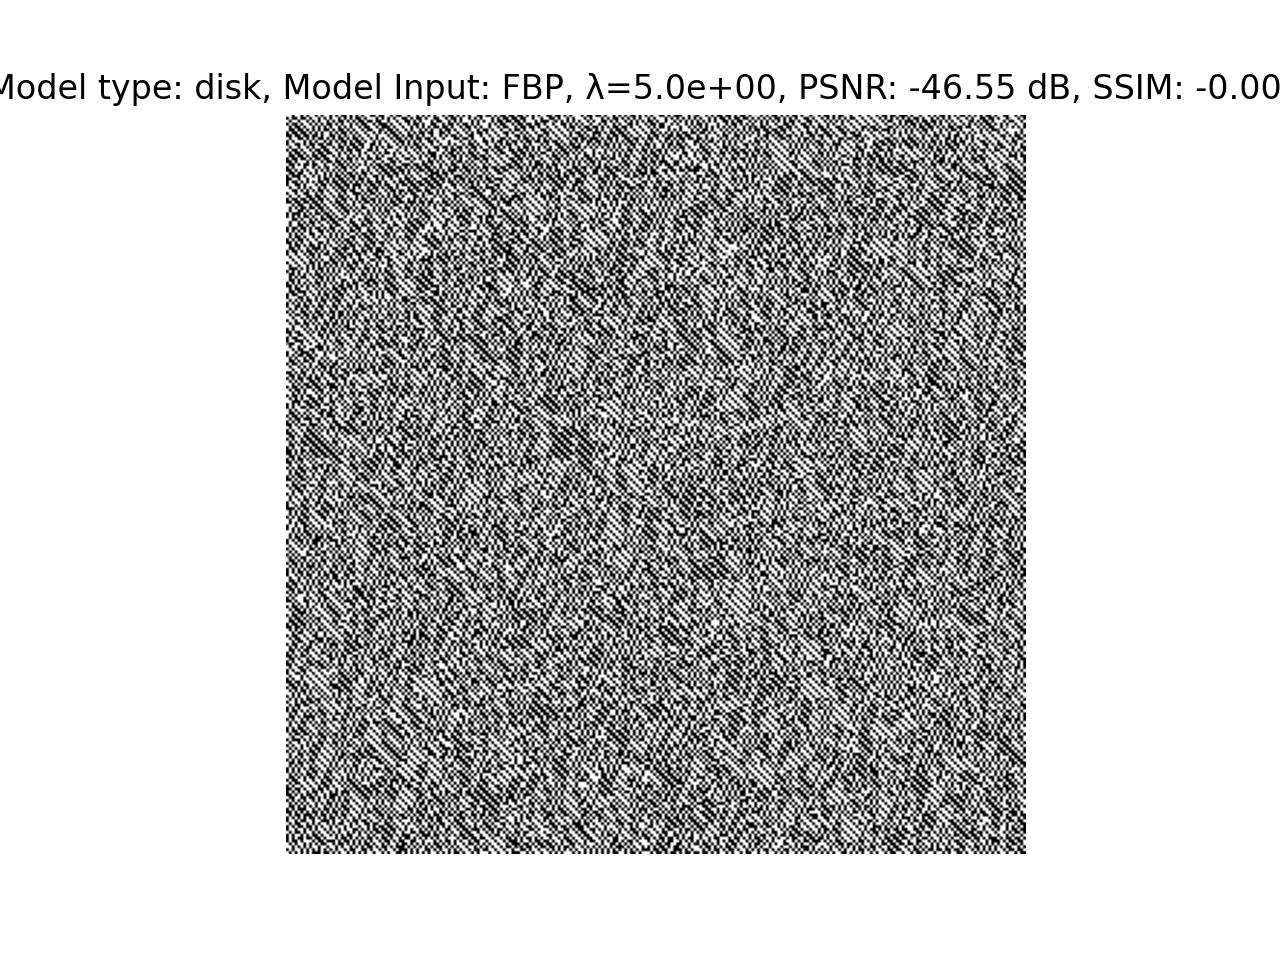 Model type: disk, Model Input: FBP, λ=5.0e+00, PSNR: -46.55 dB, SSIM: -0.00